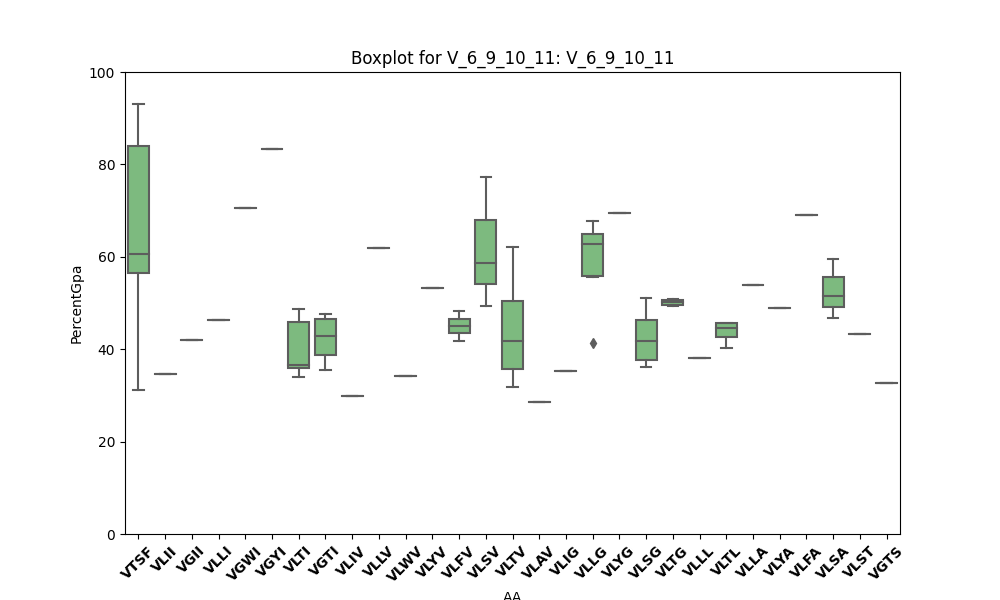 Boxplot for V_6_9_10_11: V_6_9_10_11
PercentGpa
100
80
60
40
20
0
VTSF VLII VGII VLLI VGWI VGYI VLTI VGTI VLIV VLLV VLWV VLYV VLFV VLSV VLTV VLAV VLIG VLLG VLYG VLSG VLTG VLLL VLTL VLLA VLYA VLFA VLSA VLST VGTS
AA